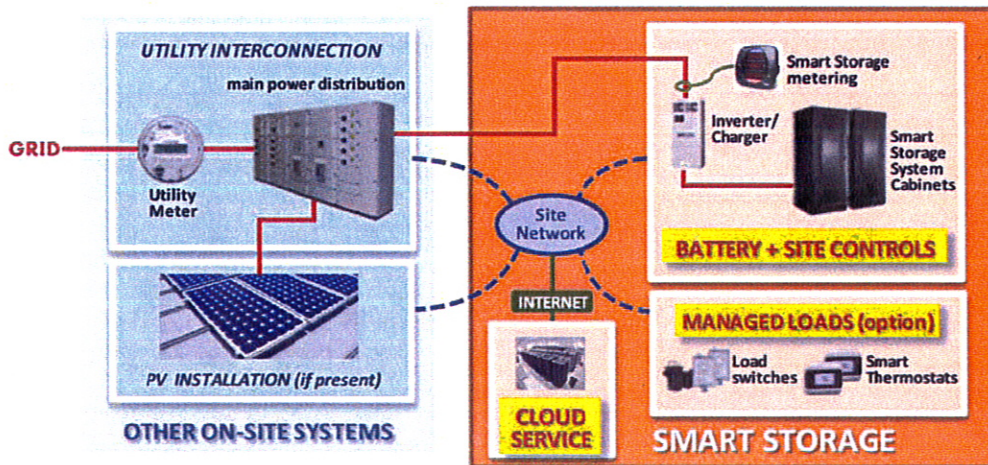 UTILITY INTERCONNECTION
main power distribution
GRID
Utility
Meter
PV INSTALLATION (if present)
OTHER ON-SITE SYSTEMS
Site
Network
INTERNET
CLOUD
SERVICE
Smart Storage
metering
Inverter/
Charger
Smart
Storage
System
Cabinets
BATTERY + SITE CONTROLS
MANAGED LOADS (option)
Load
switches
Smart
Thermostats
SMART STORAGE